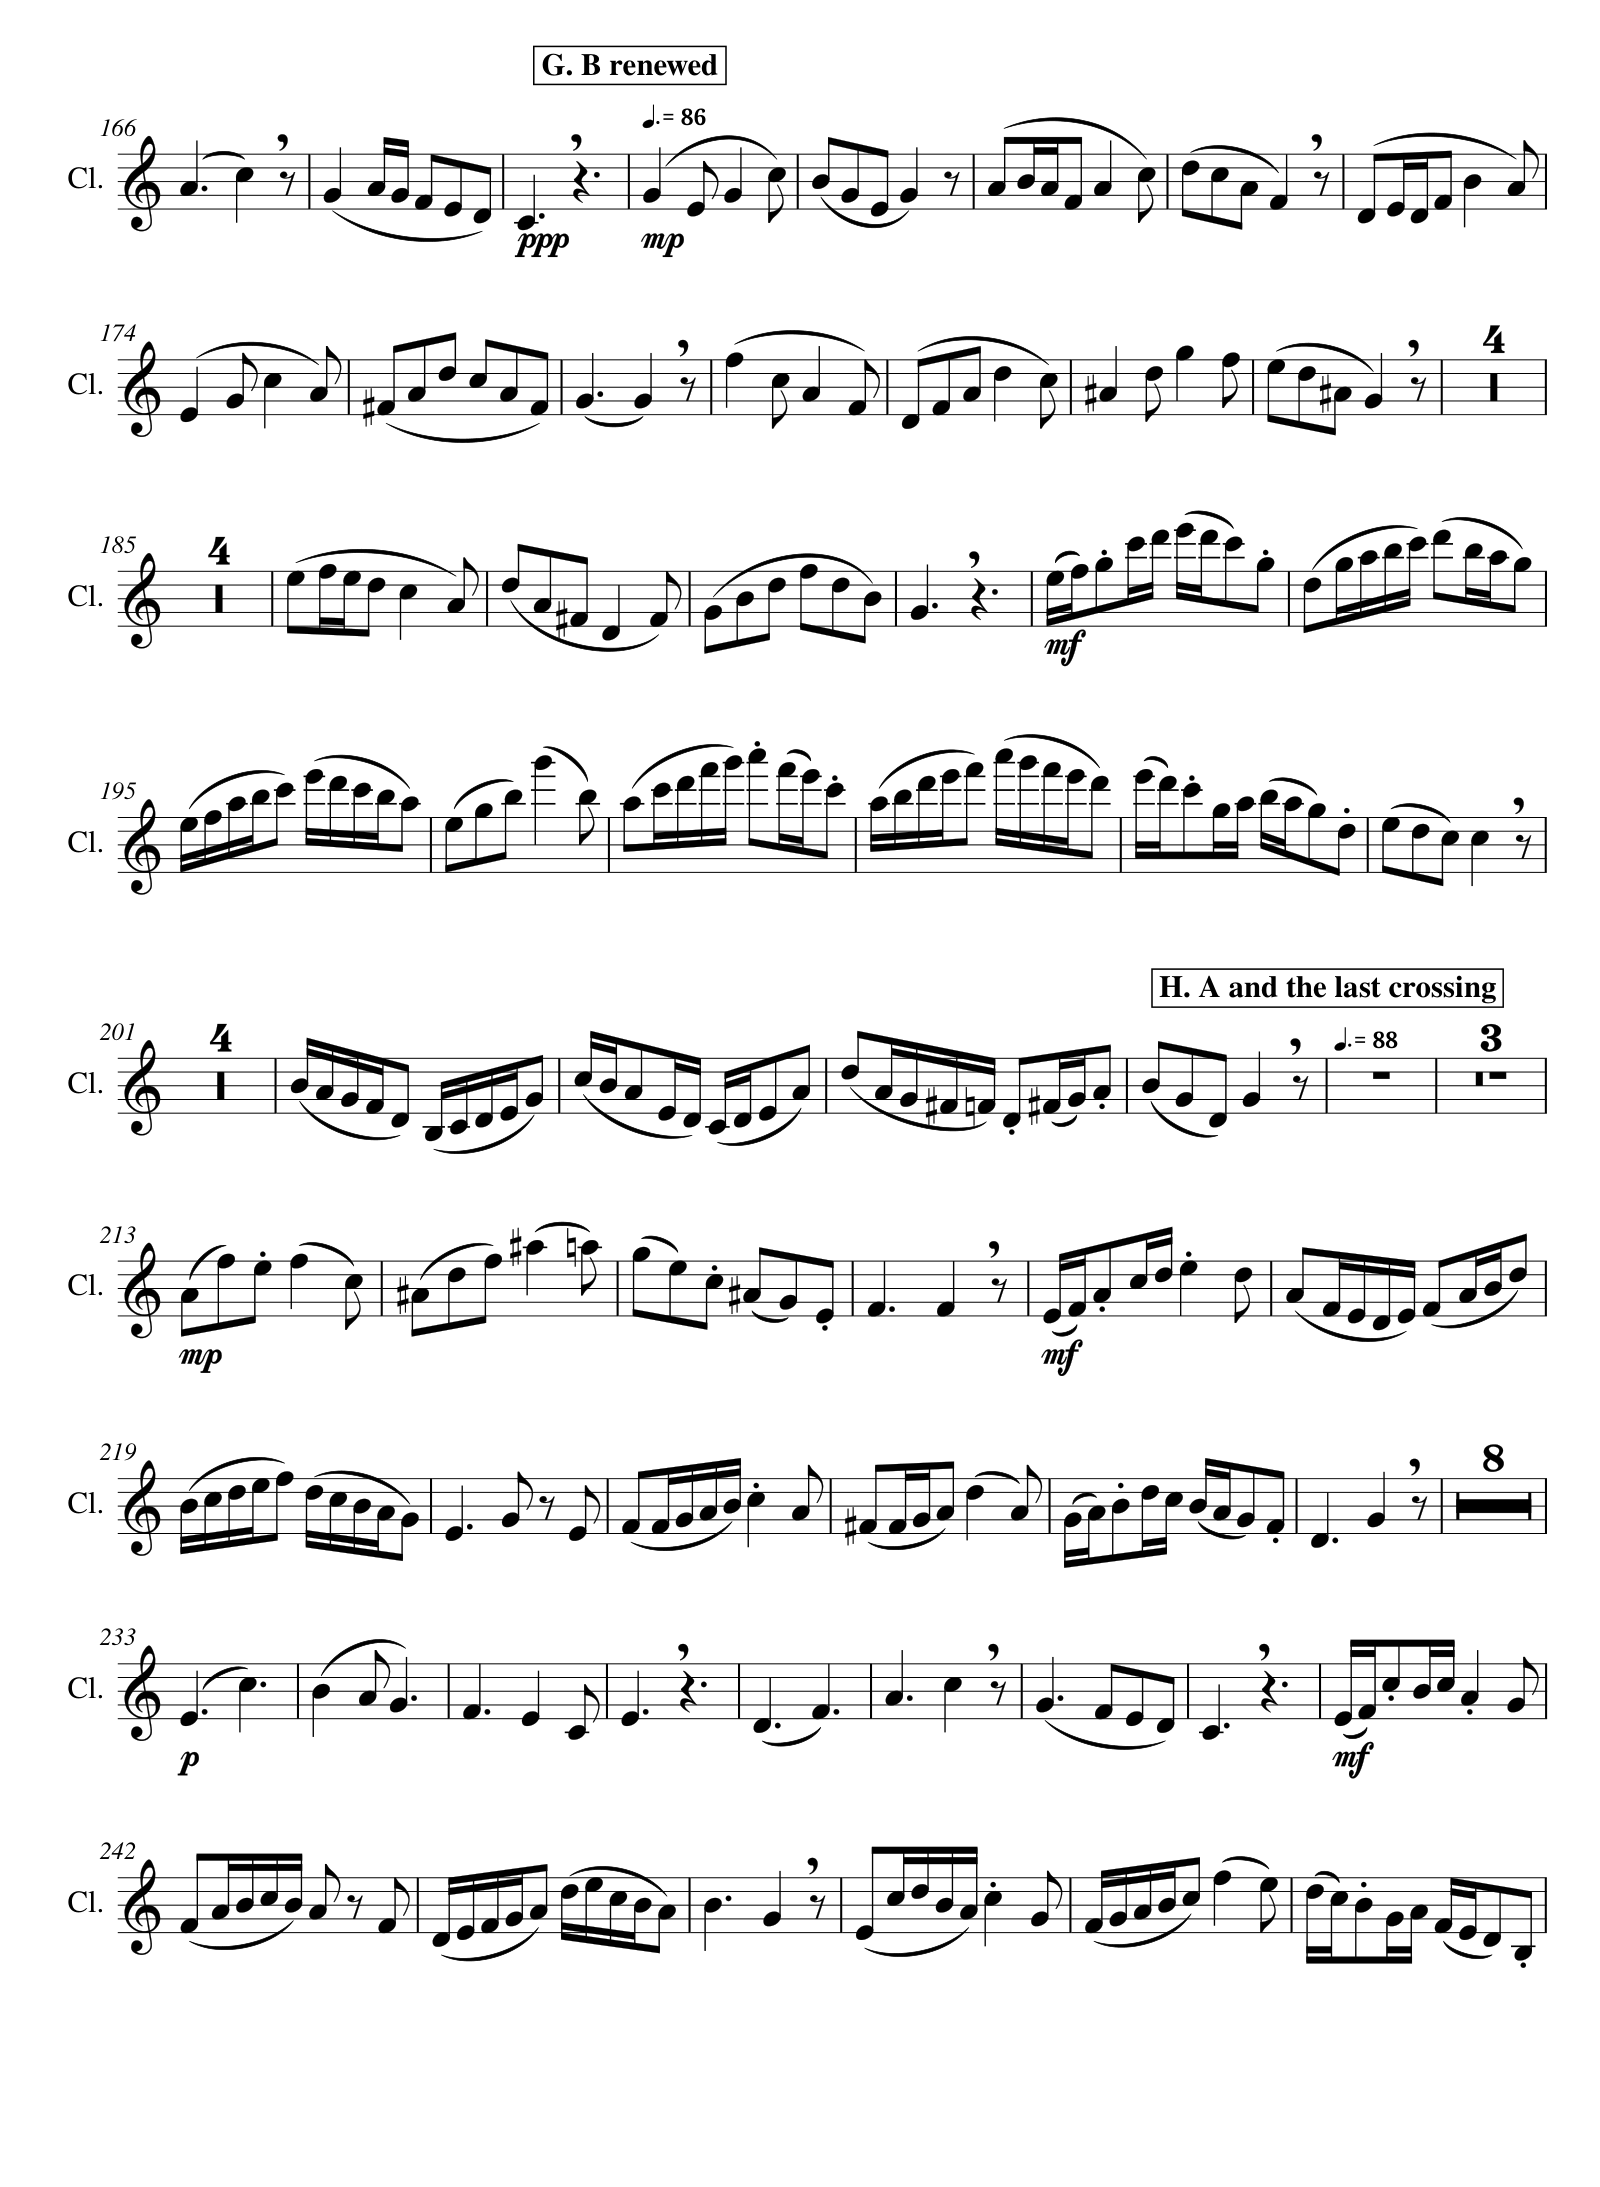 G. B renewed
166
♩.= 86
Cl.
ppp
mp
174
4
Cl.
185
4
Cl.
mf
195
Cl.
H. A and the last crossing
201
4
♩.= 88
3
Cl.
213
Cl.
mp
mf
219
8
Cl.
233
Cl.
p
mf
242
Cl.